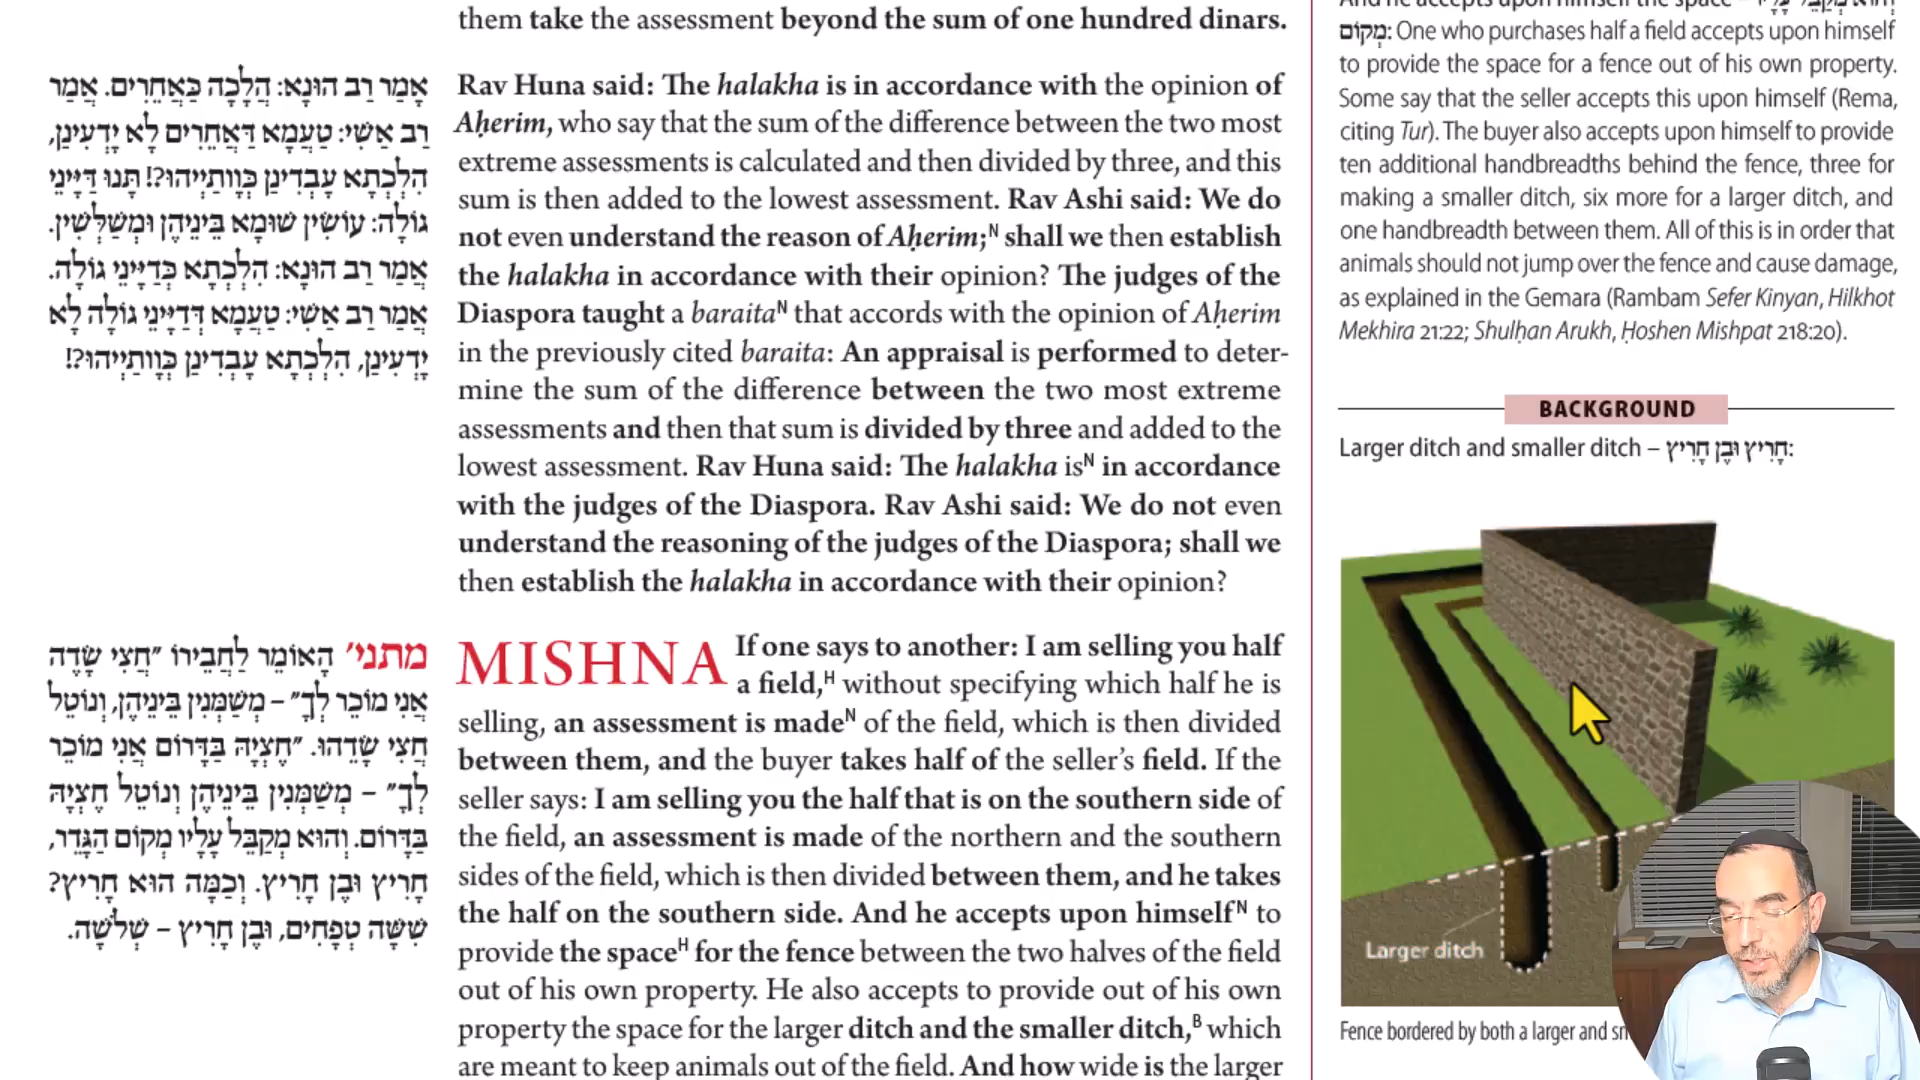 them take the assessment beyond the sum of one hundred dinars.
אָמַר רַב הוּנָא: הֲלָכָה כַּאֲחֵרִים. אָמַר
רַב אַשִׁי: טַעֲמָא דַּאֲחֵרִים לָא יָדְעִינַן,
הִלְכְתָא עָבְדִינַן כְּוָותַיְיהוּ?! תָּנוּ דַּיָּינֵי
גוֹלָה: עוֹשִׂין שׁוּמָא בֵּינֵיהֶן וּמְשַׁלְּשִׁין.
אֲמַר רַב הוּנָא: הִלְכְתָא כְּדַיָּינֵי גוֹלָה.
אֲמַר רַב אַשִׁי: טַעֲמָא דְּדַיָּינֵי גוֹלָה לָא
יָדְעִינַן, הִלְכְתָא עָבְדִינַן כְּוָותַיְיהוּ?!
Rav Huna said: The halakha is in accordance with the opinion of
Aḥerim, who say that the sum of the difference between the two most
extreme assessments is calculated and then divided by three, and this
sum is then added to the lowest assessment. Rav Ashi said: We do
not even understand the reason of Aḥerim;ᴺ shall we then establish
the halakha in accordance with their opinion? The judges of the
Diaspora taught a baraitaᴺ that accords with the opinion of Aḥerim
in the previously cited baraita: An appraisal is performed to deter-
mine the sum of the difference between the two most extreme
assessments and then that sum is divided by three and added to the
lowest assessment. Rav Huna said: The halakha isᴺ in accordance
with the judges of the Diaspora. Rav Ashi said: We do not even
understand the reasoning of the judges of the Diaspora; shall we
then establish the halakha in accordance with their opinion?
מתני׳ הָאוֹמֵר לַחֲבֵירוֹ ״חֲצִי שָׂדֶה
אֲנִי מוֹכֵר לְךָ״ – מְשַׁמְּנִין בֵּינֵיהֶן, וְנוֹטֵל
חֲצִי שָׂדֵהוּ. ״חֶצְיָהּ בַּדָּרוֹם אֲנִי מוֹכֵר
לְךָ״ – מְשַׁמְּנִין בֵּינֵיהֶן וְנוֹטֵל חֶצְיָהּ
בַּדָּרוֹם. וְהוּא מְקַבֵּל עָלָיו מְקוֹם הַגָּדֵר,
חָרִיץ וּבֶן חָרִיץ. וְכַמָּה הוּא חָרִיץ?
שִׁשָּׁה טְפָחִים, וּבֶן חָרִיץ – שְׁלֹשָׁה.
MISHNA If one says to another: I am selling you half
a field,ᴴ without specifying which half he is
selling, an assessment is madeᴺ of the field, which is then divided
between them, and the buyer takes half of the seller’s field. If the
seller says: I am selling you the half that is on the southern side of
the field, an assessment is made of the northern and the southern
sides of the field, which is then divided between them, and he takes
the half on the southern side. And he accepts upon himselfᴺ to
provide the spaceᴴ for the fence between the two halves of the field
out of his own property. He also accepts to provide out of his own
property the space for the larger ditch and the smaller ditch,ᴮ which
are meant to keep animals out of the field. And how wide is the larger
And he accepts upon himself the space – וְהוּא מְקַבֵּל עָלָיו
מְקוֹם: One who purchases half a field accepts upon himself
to provide the space for a fence out of his own property.
Some say that the seller accepts this upon himself (Rema,
citing Tur). The buyer also accepts upon himself to provide
ten additional handbreadths behind the fence, three for
making a smaller ditch, six more for a larger ditch, and
one handbreadth between them. All of this is in order that
animals should not jump over the fence and cause damage,
as explained in the Gemara (Rambam Sefer Kinyan, Hilkhot
Mekhira 21:22; Shulḥan Arukh, Ḥoshen Mishpat 218:20).
BACKGROUND
Larger ditch and smaller ditch – חָרִיץ וּבֶן חָרִיץ:
Larger ditch
Fence bordered by both a larger and